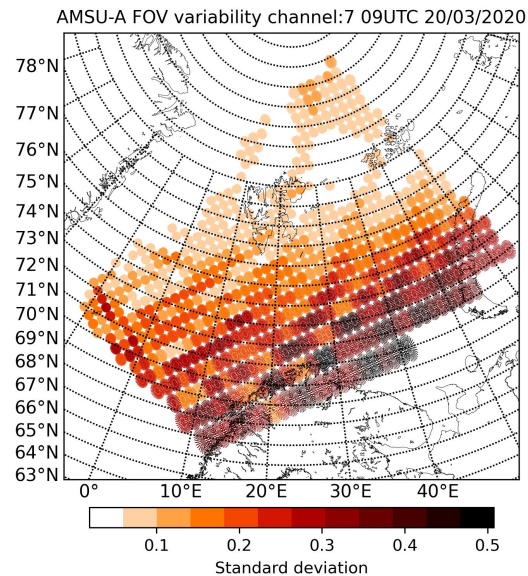 AMSU-A FOV variability channel:7 09UTC 20/03/2020
78°N
77°N
76°N
75°N
74°N
73°N
72°N
71°N
70°N
69°N
68°N
67°N
66°N
65°N
64°N
63°N
0° 10°E 20°E 30°E 40°E
0.1 0.2 0.3 0.4 0.5
Standard deviation